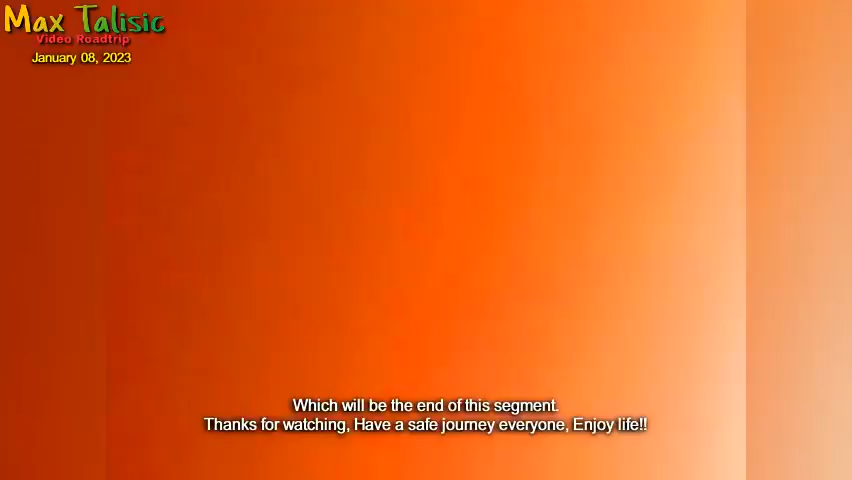 Max Talisic
Video Roadtrip
January 08, 2023
Which will be the end of this segment.
Thanks for watching, Have a safe journey everyone, Enjoy life!!